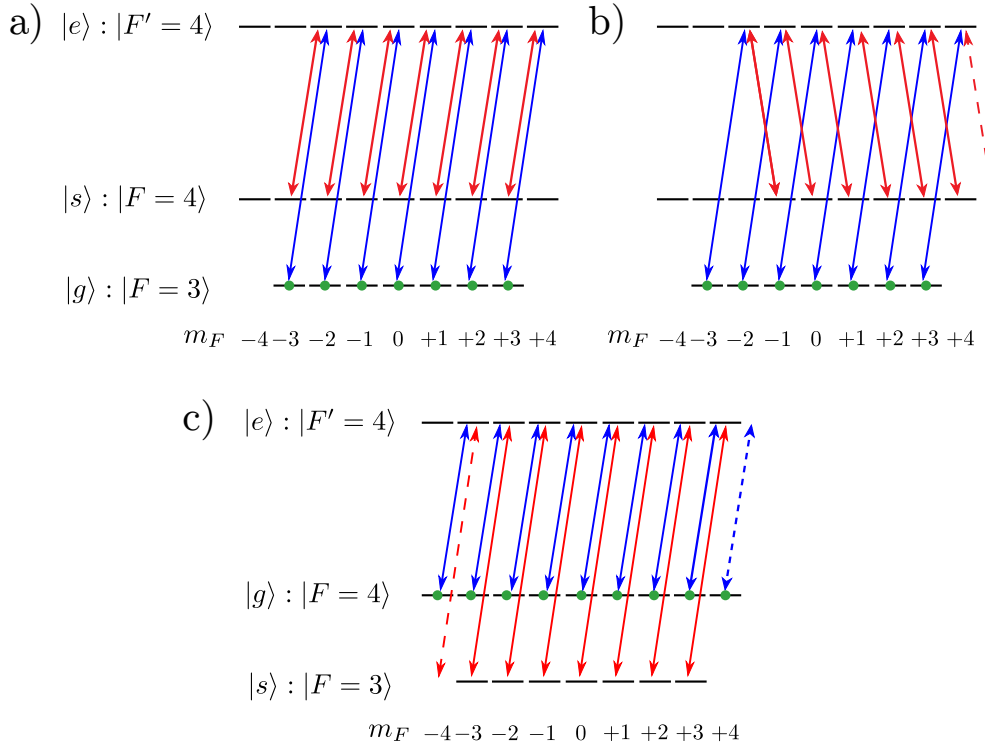 a) |e⟩ : |F′ = 4⟩
|s⟩ : |F = 4⟩
|g⟩ : |F = 3⟩
m_F −4 −3 −2 −1 0 +1 +2 +3 +4
b)
m_F −4 −3 −2 −1 0 +1 +2 +3 +4
c) |e⟩ : |F′ = 4⟩
|g⟩ : |F = 4⟩
|s⟩ : |F = 3⟩
m_F −4 −3 −2 −1 0 +1 +2 +3 +4